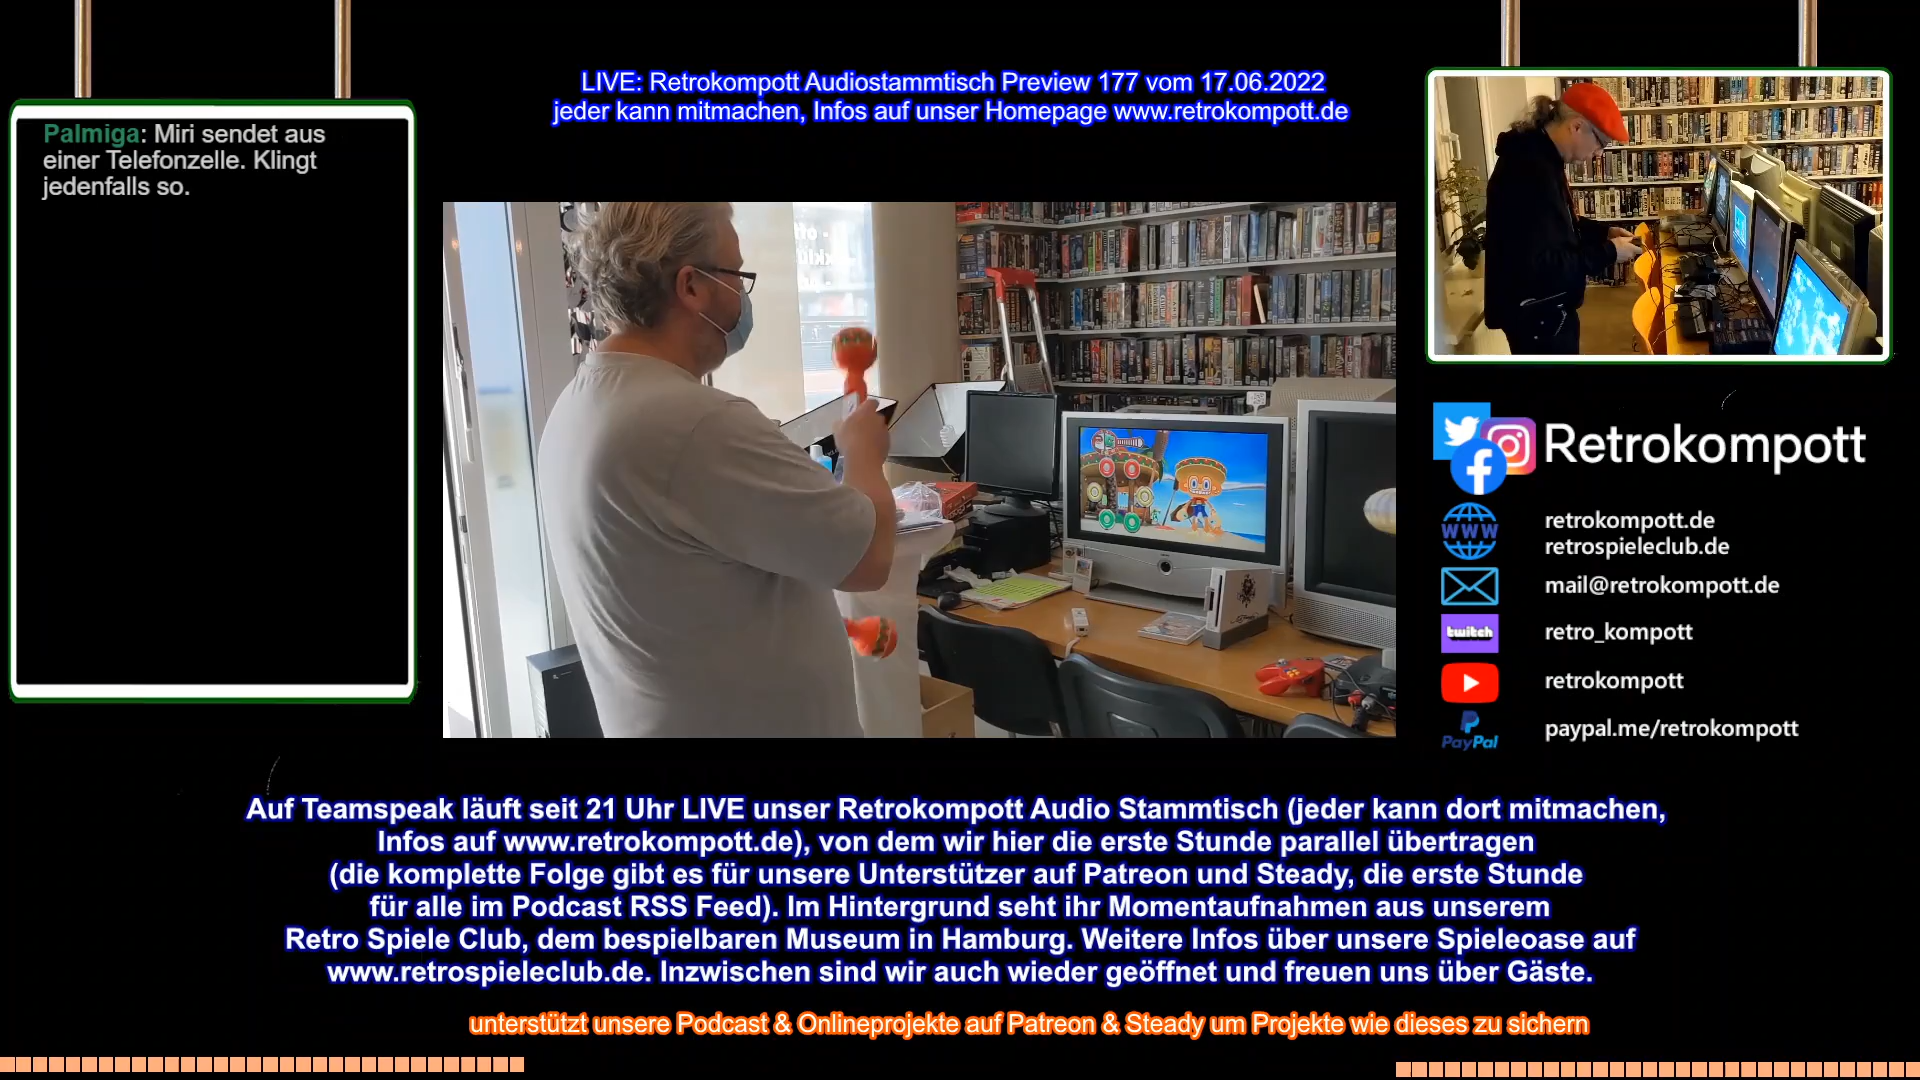 LIVE: Retrokompott Audiostammtisch Preview 177 vom 17.06.2022
jeder kann mitmachen, Infos auf unser Homepage www.retrokompott.de
Palmiga: Miri sendet aus
einer Telefonzelle. Klingt
jedenfalls so.
Retrokompott
WWW
retrokompott.de
retrospieleclub.de
mail@retrokompott.de
twitch
retro_kompott
retrokompott
PayPal
paypal.me/retrokompott
Auf Teamspeak läuft seit 21 Uhr LIVE unser Retrokompott Audio Stammtisch (jeder kann dort mitmachen,
Infos auf www.retrokompott.de), von dem wir hier die erste Stunde parallel übertragen
(die komplette Folge gibt es für unsere Unterstützer auf Patreon und Steady, die erste Stunde
für alle im Podcast RSS Feed). Im Hintergrund seht ihr Momentaufnahmen aus unserem
Retro Spiele Club, dem bespielbaren Museum in Hamburg. Weitere Infos über unsere Spieleoase auf
www.retrospieleclub.de. Inzwischen sind wir auch wieder geöffnet und freuen uns über Gäste.
unterstützt unsere Podcast & Onlineprojekte auf Patreon & Steady um Projekte wie dieses zu sichern